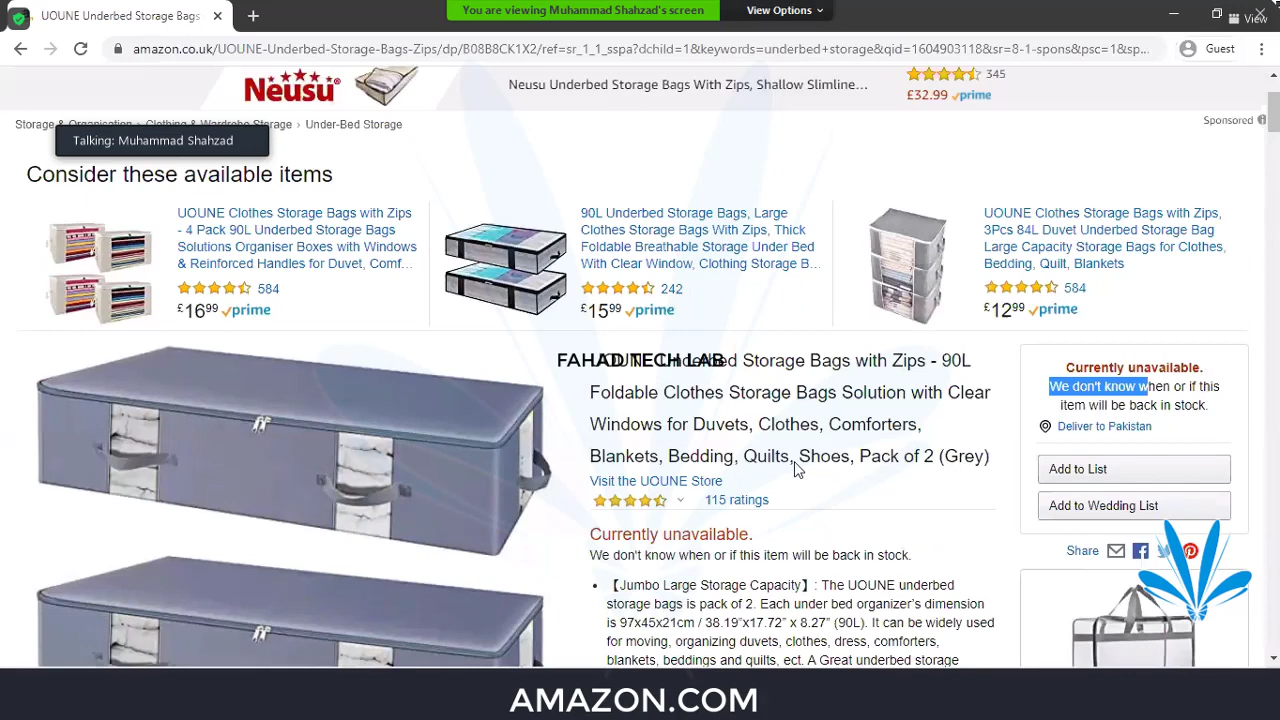 UOUNE Underbed Storage Bags
You are viewing Muhammad Shahzad's screen
View Options
View
amazon.co.uk/UOUNE-Underbed-Storage-Bags-Zips/dp/B08B8CK1X2/ref=sr_1_1_sspa?dchild=1&keywords=underbed+storage&qid=1604903118&sr=8-1-spons&psc=1&sp...
Guest
Neusu
Neusu Underbed Storage Bags With Zips, Shallow Slimline...
345
£32.99 prime
Storage & Organisation › Clothing & Wardrobe Storage › Under-Bed Storage
Sponsored
Talking: Muhammad Shahzad
Consider these available items
UOUNE Clothes Storage Bags with Zips
- 4 Pack 90L Underbed Storage Bags
Solutions Organiser Boxes with Windows
& Reinforced Handles for Duvet, Comf...
584
£16.99 prime
90L Underbed Storage Bags, Large
Clothes Storage Bags With Zips, Thick
Foldable Breathable Storage Under Bed
With Clear Window, Clothing Storage B...
242
£15.99 prime
UOUNE Clothes Storage Bags with Zips,
3Pcs 84L Duvet Underbed Storage Bag
Large Capacity Storage Bags for Clothes,
Bedding, Quilt, Blankets
584
£12.99 prime
FAHAD TECH LAB
UOUNE Underbed Storage Bags with Zips - 90L
Foldable Clothes Storage Bags Solution with Clear
Windows for Duvets, Clothes, Comforters,
Blankets, Bedding, Quilts, Shoes, Pack of 2 (Grey)
Visit the UOUNE Store
115 ratings
Currently unavailable.
We don't know when or if this item will be back in stock.
【Jumbo Large Storage Capacity】: The UOUNE underbed
storage bags is pack of 2. Each under bed organizer's dimension
is 97x45x21cm / 38.19"x17.72" x 8.27" (90L). It can be widely used
for moving, organizing duvets, clothes, dress, comforters,
blankets, beddings and quilts, ect. A Great underbed storage
Currently unavailable.
We don't know when or if this
item will be back in stock.
Deliver to Pakistan
Add to List
Add to Wedding List
Share
AMAZON.COM